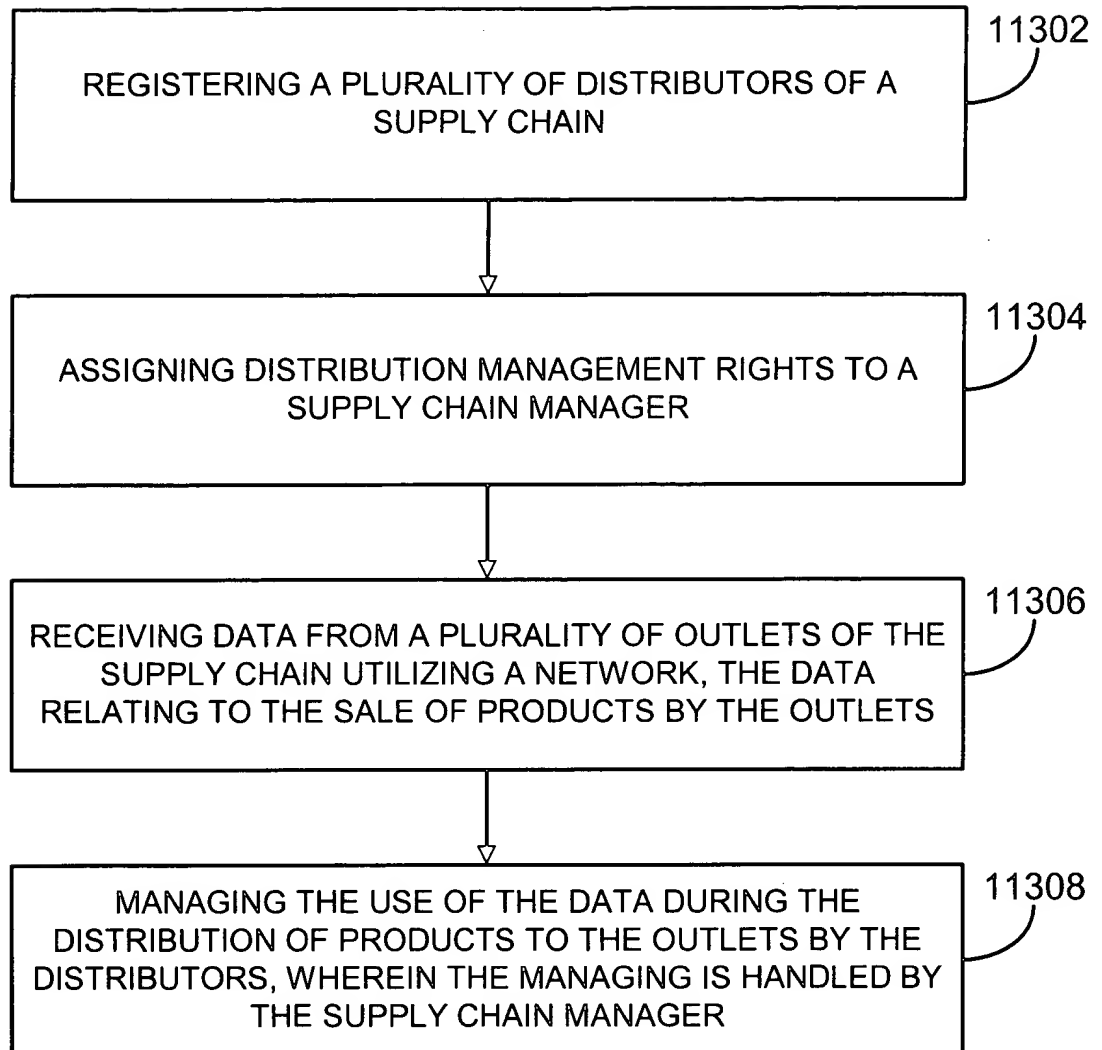 11302
REGISTERING A PLURALITY OF DISTRIBUTORS OF A
SUPPLY CHAIN
11304
ASSIGNING DISTRIBUTION MANAGEMENT RIGHTS TO A
SUPPLY CHAIN MANAGER
11306
RECEIVING DATA FROM A PLURALITY OF OUTLETS OF THE
SUPPLY CHAIN UTILIZING A NETWORK, THE DATA
RELATING TO THE SALE OF PRODUCTS BY THE OUTLETS
11308
MANAGING THE USE OF THE DATA DURING THE
DISTRIBUTION OF PRODUCTS TO THE OUTLETS BY THE
DISTRIBUTORS, WHEREIN THE MANAGING IS HANDLED BY
THE SUPPLY CHAIN MANAGER